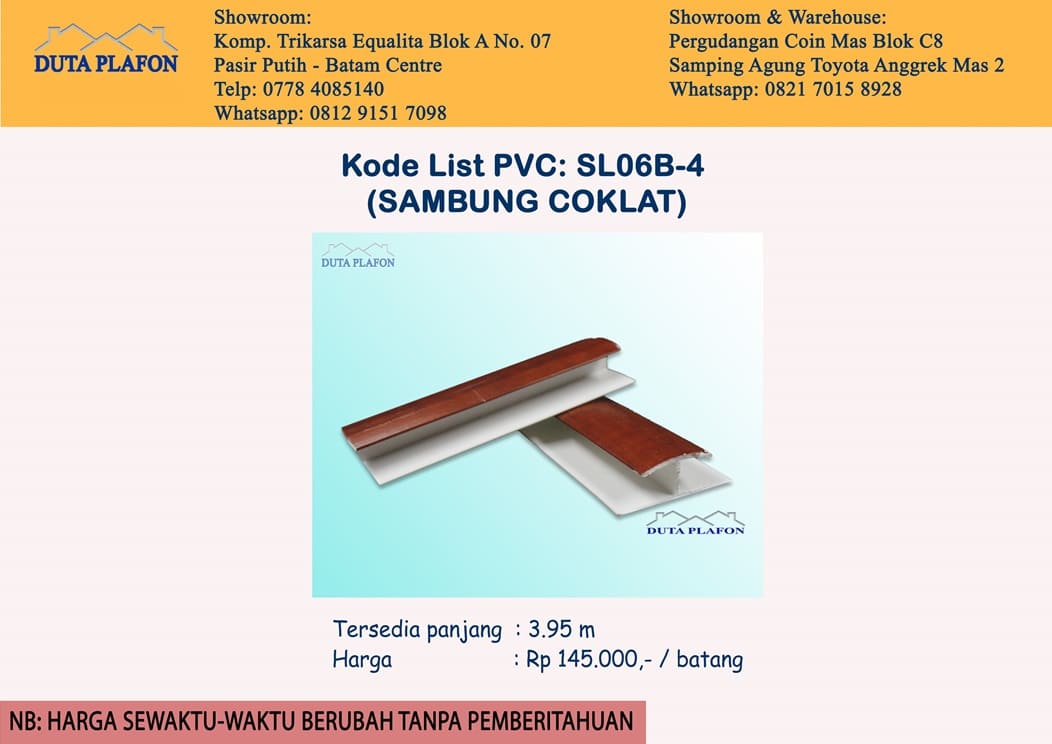 DUTA PLAFON
Showroom:
Komp. Trikarsa Equalita Blok A No. 07
Pasir Putih - Batam Centre
Telp: 0778 4085140
Whatsapp: 0812 9151 7098
Showroom & Warehouse:
Pergudangan Coin Mas Blok C8
Samping Agung Toyota Anggrek Mas 2
Whatsapp: 0821 7015 8928
Kode List PVC: SL06B-4
(SAMBUNG COKLAT)
DUTA PLAFON
DUTA PLAFON
Tersedia panjang : 3.95 m
Harga : Rp 145.000,- / batang
NB: HARGA SEWAKTU-WAKTU BERUBAH TANPA PEMBERITAHUAN